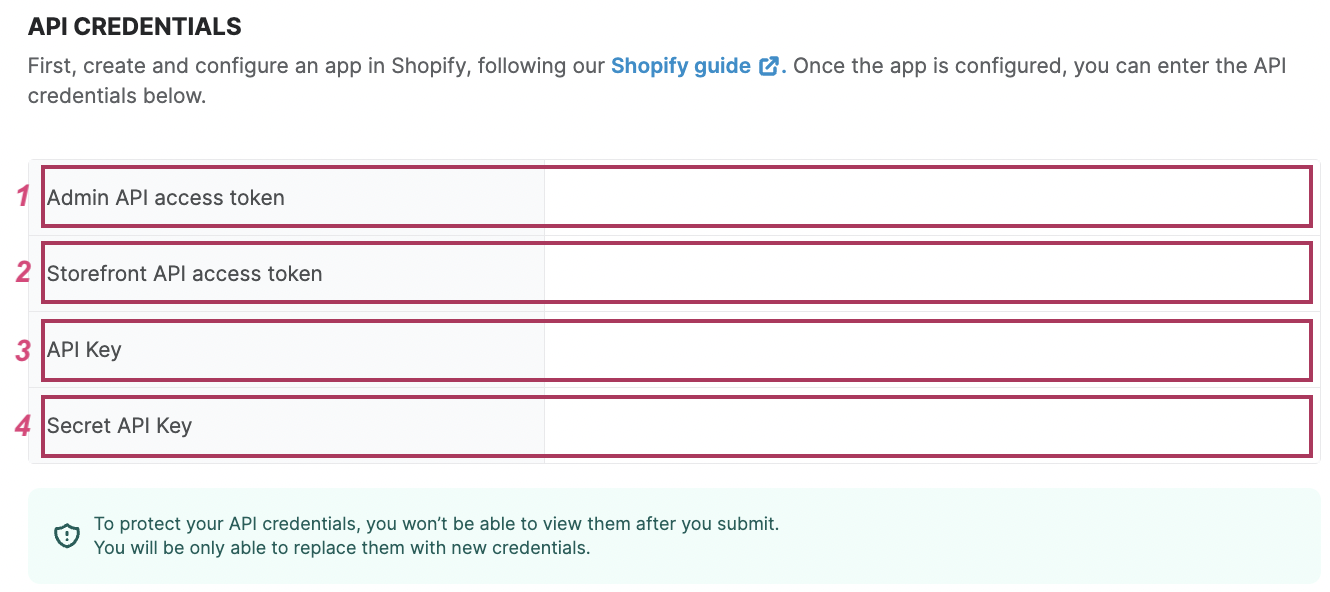 API CREDENTIALS
First, create and configure an app in Shopify, following our Shopify guide. Once the app is configured, you can enter the API
credentials below.
1 Admin API access token
2 Storefront API access token
3 API Key
4 Secret API Key
To protect your API credentials, you won’t be able to view them after you submit.
You will be only able to replace them with new credentials.